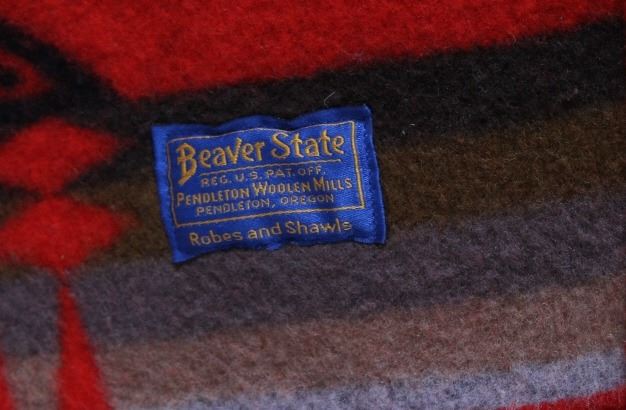 Beaver State
REG. U.S. PAT. OFF.
PENDLETON WOOLEN MILLS
PENDLETON, OREGON
Robes and Shawls